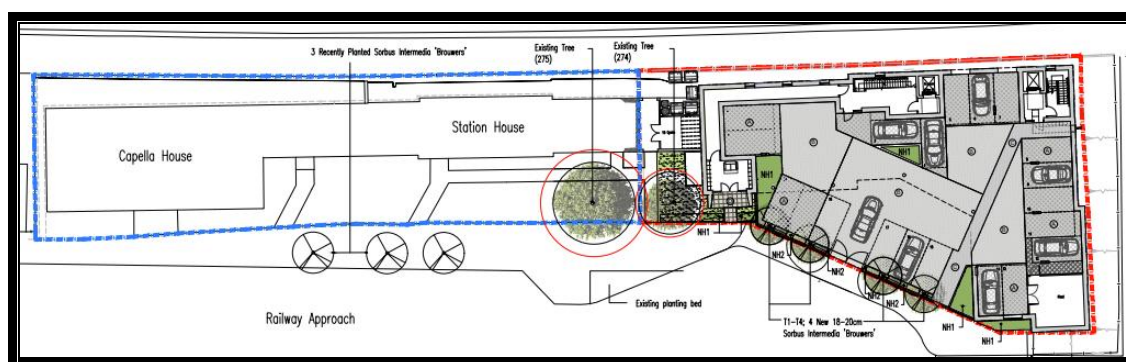 3 Recently Planted Sorbus Intermedia 'Brouwers'
Existing Tree
(275)
Existing Tree
(274)
Capella House
Station House
NH1
NH1
NH1
NH2
NH2
NH2
NH2
Existing planting bed
Railway Approach
T1-T4; 4 New 18-20cm
Sorbus Intermedia 'Brouwers'
NH1
NH1